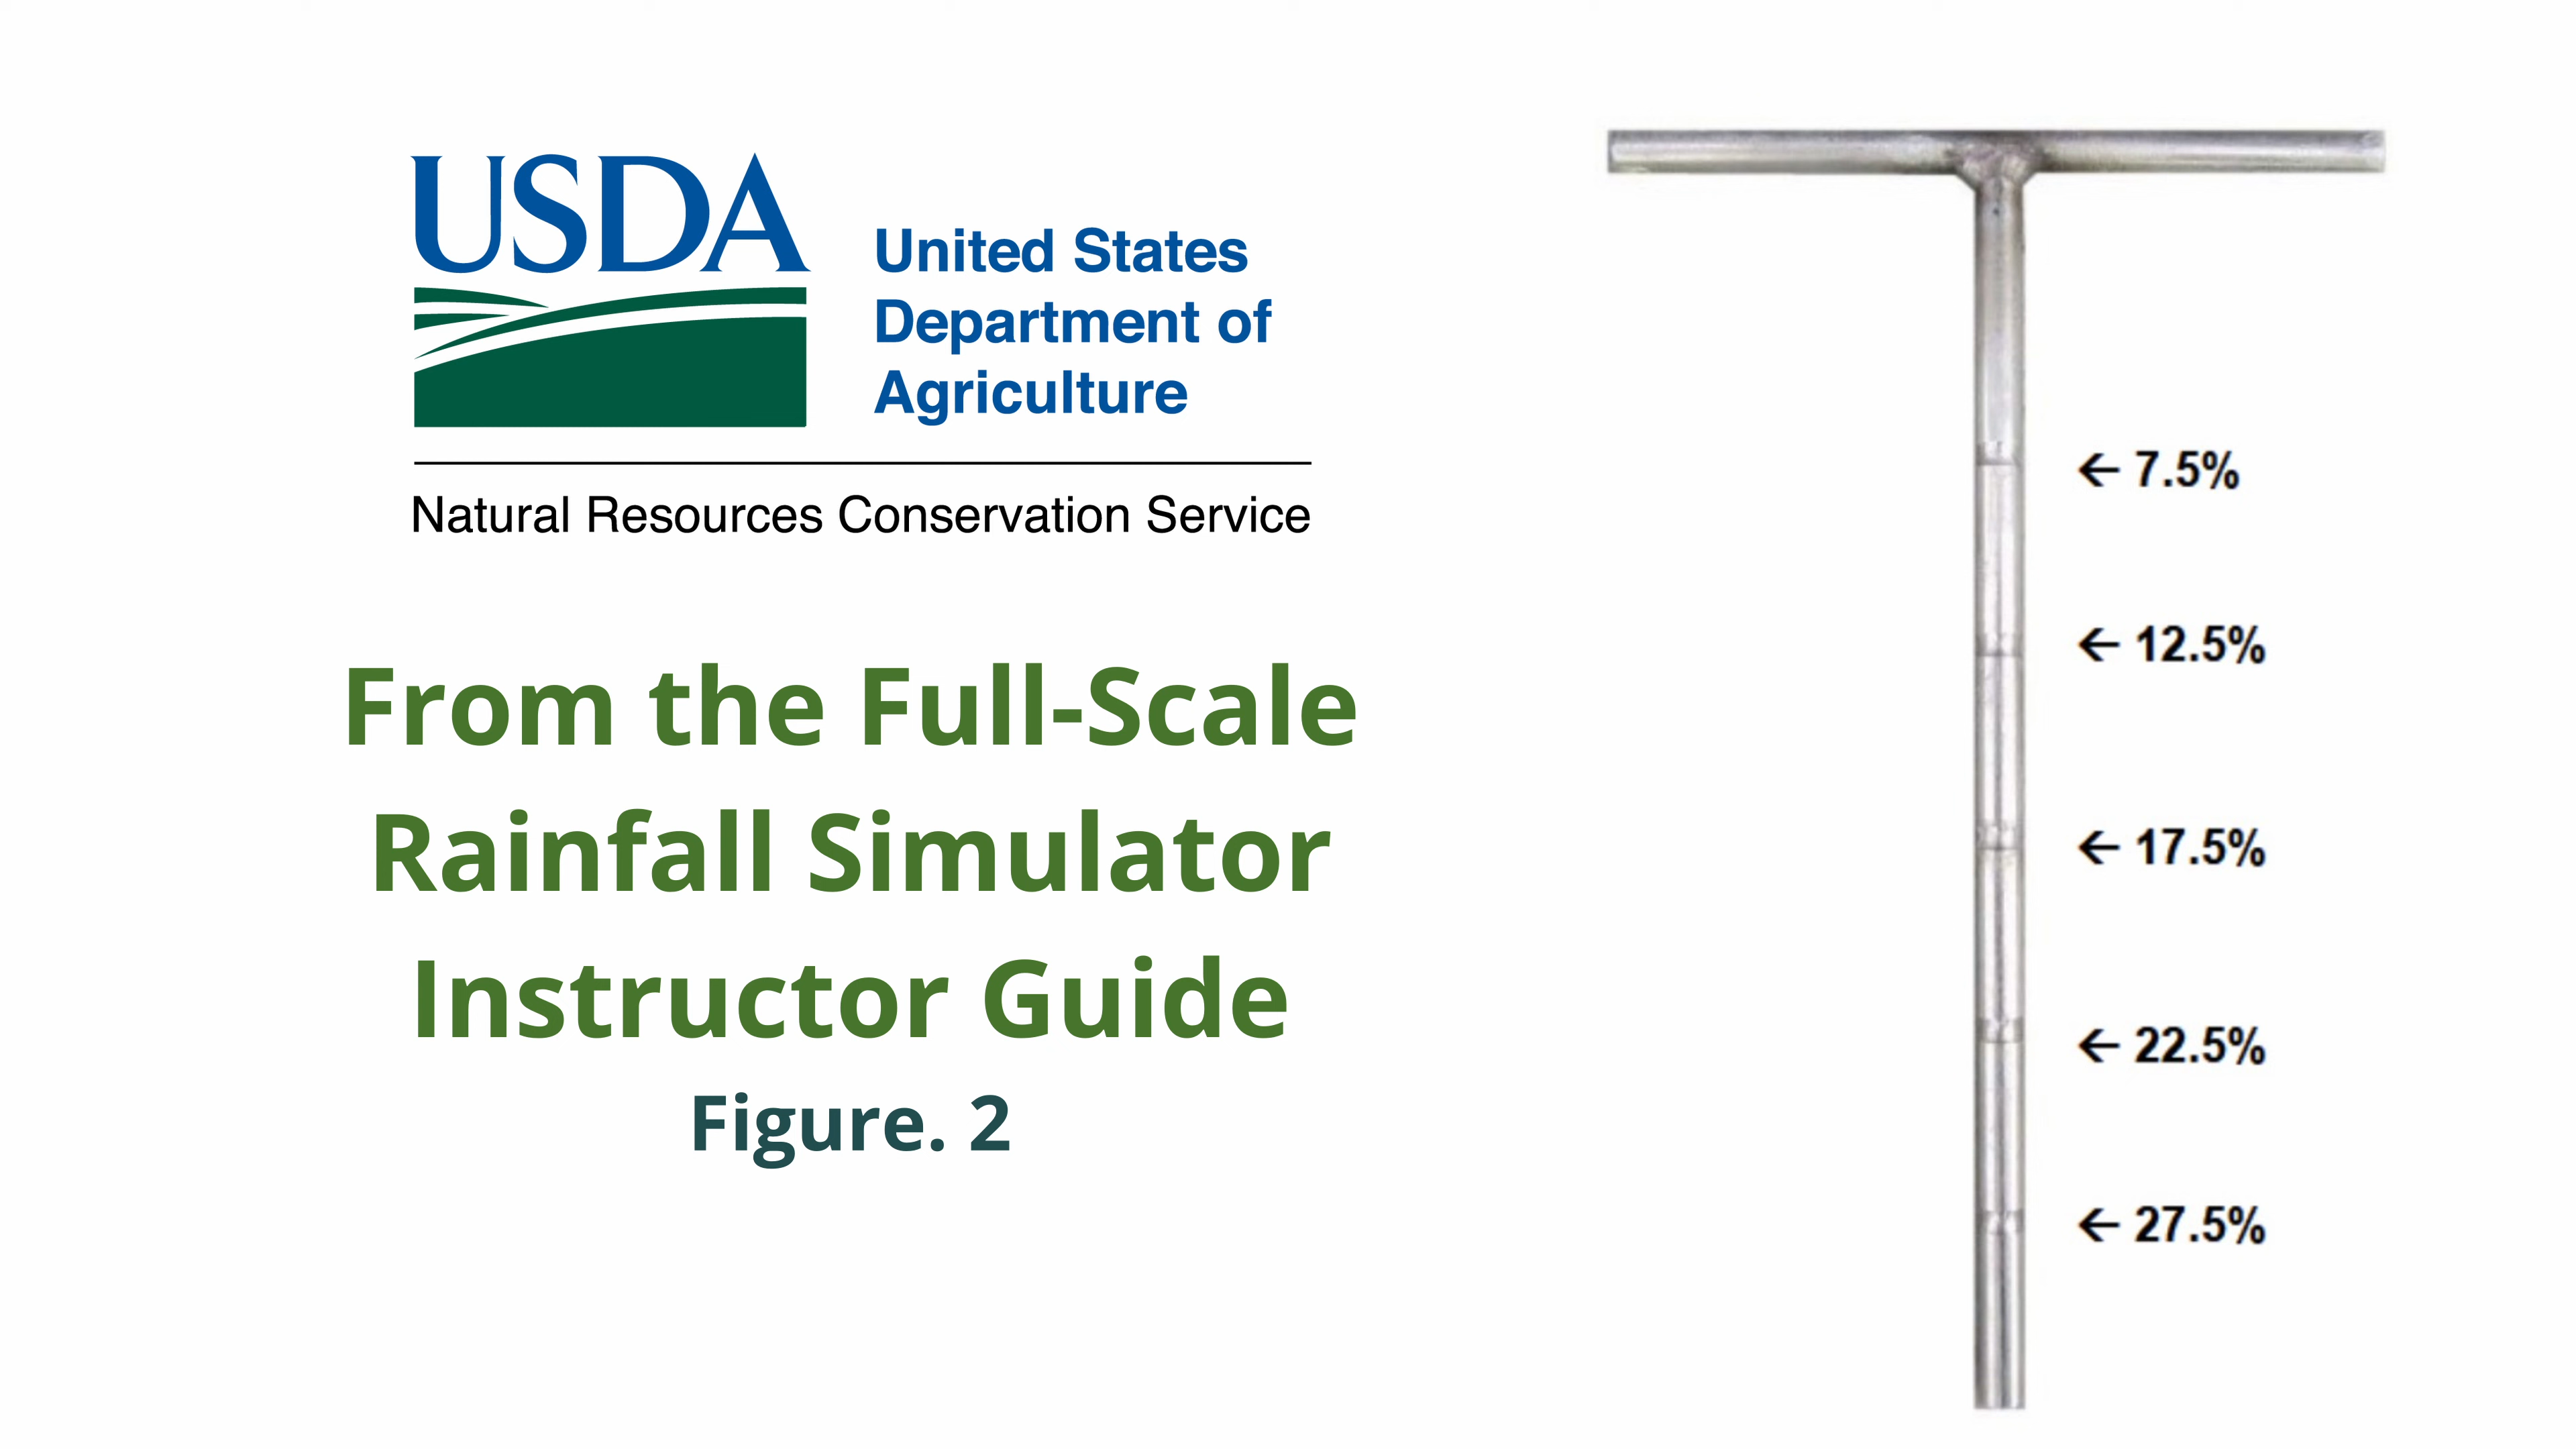 USDA
United States
Department of
Agriculture
Natural Resources Conservation Service
From the Full-Scale
Rainfall Simulator
Instructor Guide
Figure. 2
← 7.5%
← 12.5%
← 17.5%
← 22.5%
← 27.5%